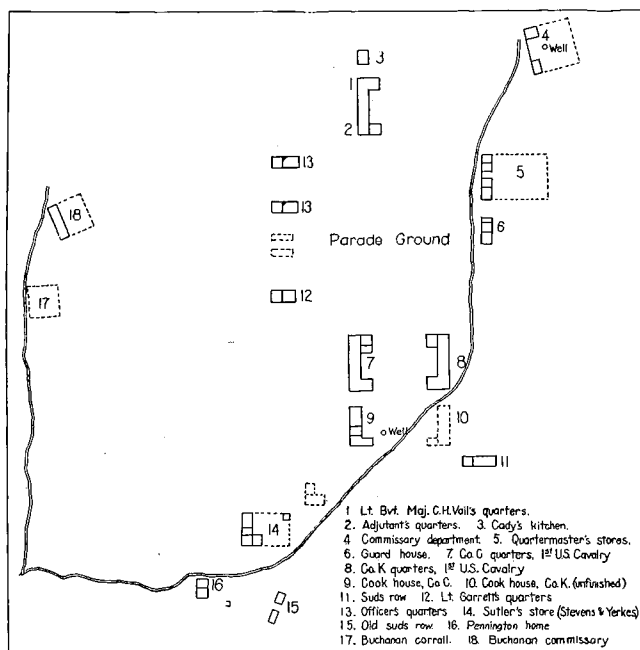 4
Well
3
1
2
13
5
13
18
6
Parade Ground
17
12
7
8
9
Well
10
11
14
16
15
1 Lt. Bvt. Maj. C.H. Vail's quarters.
2. Adjutant's quarters. 3. Cady's kitchen.
4 Commissary department 5. Quartermaster's stores.
6. Guard house. 7. Co. C quarters, 1st U.S. Cavalry
8. Co. K quarters, 1st U.S. Cavalry
9. Cook house, Co. C. 10. Cook house, Co. K. (unfinished)
11. Suds row 12. Lt. Garrett's quarters
13. Officer's quarters 14. Sutler's store (Stevens & Yerkes)
15. Old suds row. 16. Pennington home
17. Buchanan corrall. 18. Buchanan commissary